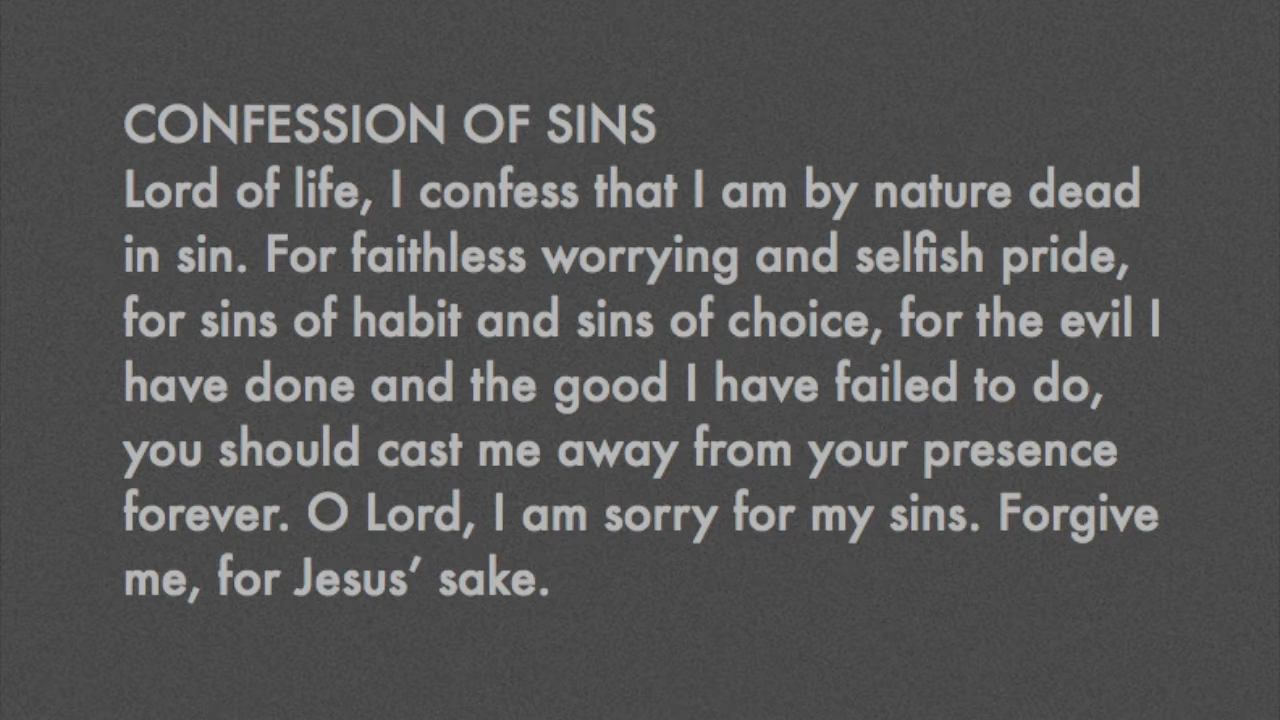 CONFESSION OF SINS
Lord of life, I confess that I am by nature dead
in sin. For faithless worrying and selfish pride,
for sins of habit and sins of choice, for the evil I
have done and the good I have failed to do,
you should cast me away from your presence
forever. O Lord, I am sorry for my sins. Forgive
me, for Jesus’ sake.